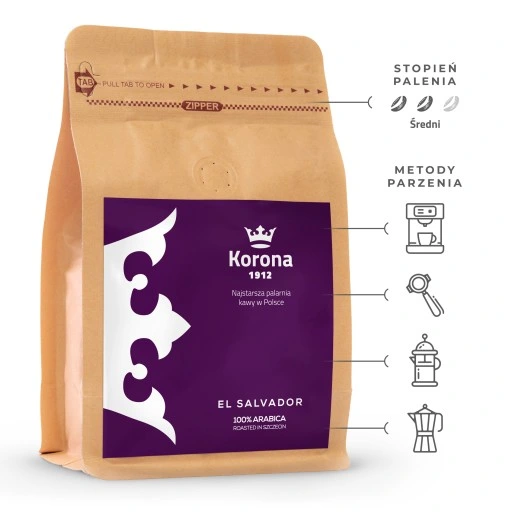 TAB
PULL TAB TO OPEN
ZIPPER
Korona
1912
Najstarsza palarnia
kawy w Polsce
EL SALVADOR
100% ARABICA
ROASTED IN SZCZECIN
STOPIEŃ
PALENIA
Średni
METODY
PARZENIA